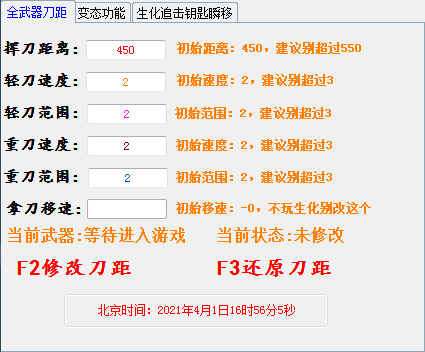 全武器刀距 变态功能 生化追击钥匙瞬移
挥刀距离: 450 初始距离: 450, 建议别超过550
轻刀速度: 2 初始速度: 2, 建议别超过3
轻刀范围: 2 初始范围: 2, 建议别超过3
重刀速度: 2 初始速度: 2, 建议别超过3
重刀范围: 2 初始范围: 2, 建议别超过3
拿刀移速: 初始移速: -0, 不玩生化别改这个
当前武器:等待进入游戏 当前状态:未修改
F2修改刀距 F3还原刀距
北京时间: 2021年4月1日16时56分5秒